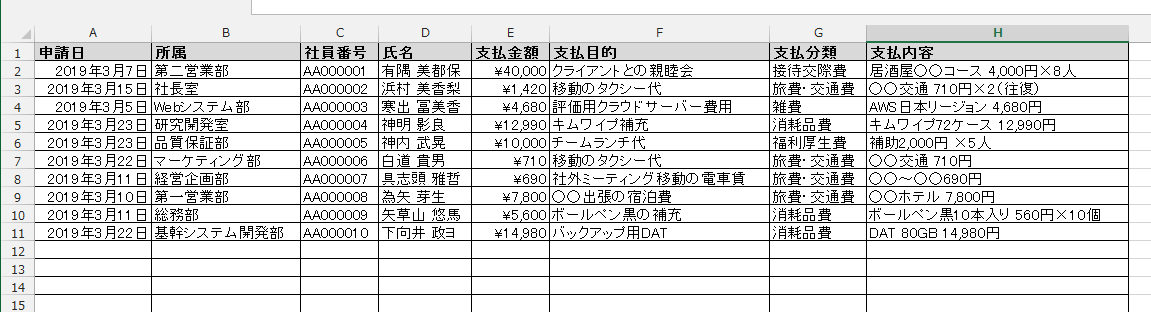 A B C D E F G H
1 申請日 所属 社員番号 氏名 支払金額 支払目的 支払分類 支払内容
2 2019年3月7日 第二営業部 AA000001 有隅 美都保 ¥40,000 クライアントとの親睦会 接待交際費 居酒屋〇〇コース 4,000円×8人
3 2019年3月15日 社長室 AA000002 浜村 美香梨 ¥1,420 移動のタクシー代 旅費・交通費 〇〇交通 710円×2（往復）
4 2019年3月5日 Webシステム部 AA000003 寒出 冨美香 ¥4,680 評価用クラウドサーバー費用 雑費 AWS日本リージョン 4,680円
5 2019年3月23日 研究開発室 AA000004 神明 影良 ¥12,990 キムワイプ補充 消耗品費 キムワイプ72ケース 12,990円
6 2019年3月23日 品質保証部 AA000005 神内 武晃 ¥10,000 チームランチ代 福利厚生費 補助2,000円 ×5人
7 2019年3月22日 マーケティング部 AA000006 白道 貴男 ¥710 移動のタクシー代 旅費・交通費 〇〇交通 710円
8 2019年3月11日 経営企画部 AA000007 具志頭 雅哲 ¥690 社外ミーティング移動の電車賃 旅費・交通費 〇〇～〇〇690円
9 2019年3月10日 第一営業部 AA000008 為矢 芽生 ¥7,800 〇〇出張の宿泊費 旅費・交通費 〇〇ホテル 7,800円
10 2019年3月11日 総務部 AA000009 矢草山 悠馬 ¥5,600 ボールペン黒の補充 消耗品費 ボールペン黒10本入り 560円×10個
11 2019年3月22日 基幹システム開発部 AA000010 下向井 政ヨ ¥14,980 バックアップ用DAT 消耗品費 DAT 80GB 14,980円
12
13
14
15